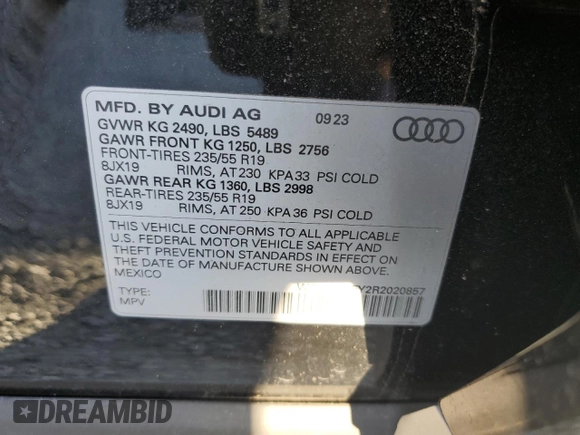 MFD. BY AUDI AG 09 23
GVWR KG 2490, LBS 5489
GAWR FRONT KG 1250, LBS 2756
FRONT-TIRES 235/55 R19
8JX19 RIMS, AT 230 KPA 33 PSI COLD
GAWR REAR KG 1360, LBS 2998
REAR-TIRES 235/55 R19
8JX19 RIMS, AT 250 KPA 36 PSI COLD
THIS VEHICLE CONFORMS TO ALL APPLICABLE
U.S. FEDERAL MOTOR VEHICLE SAFETY AND
THEFT PREVENTION STANDARDS IN EFFECT ON
THE DATE OF MANUFACTURE SHOWN ABOVE.
MEXICO
TYPE: Y2R2020857
MPV
DREAMBID